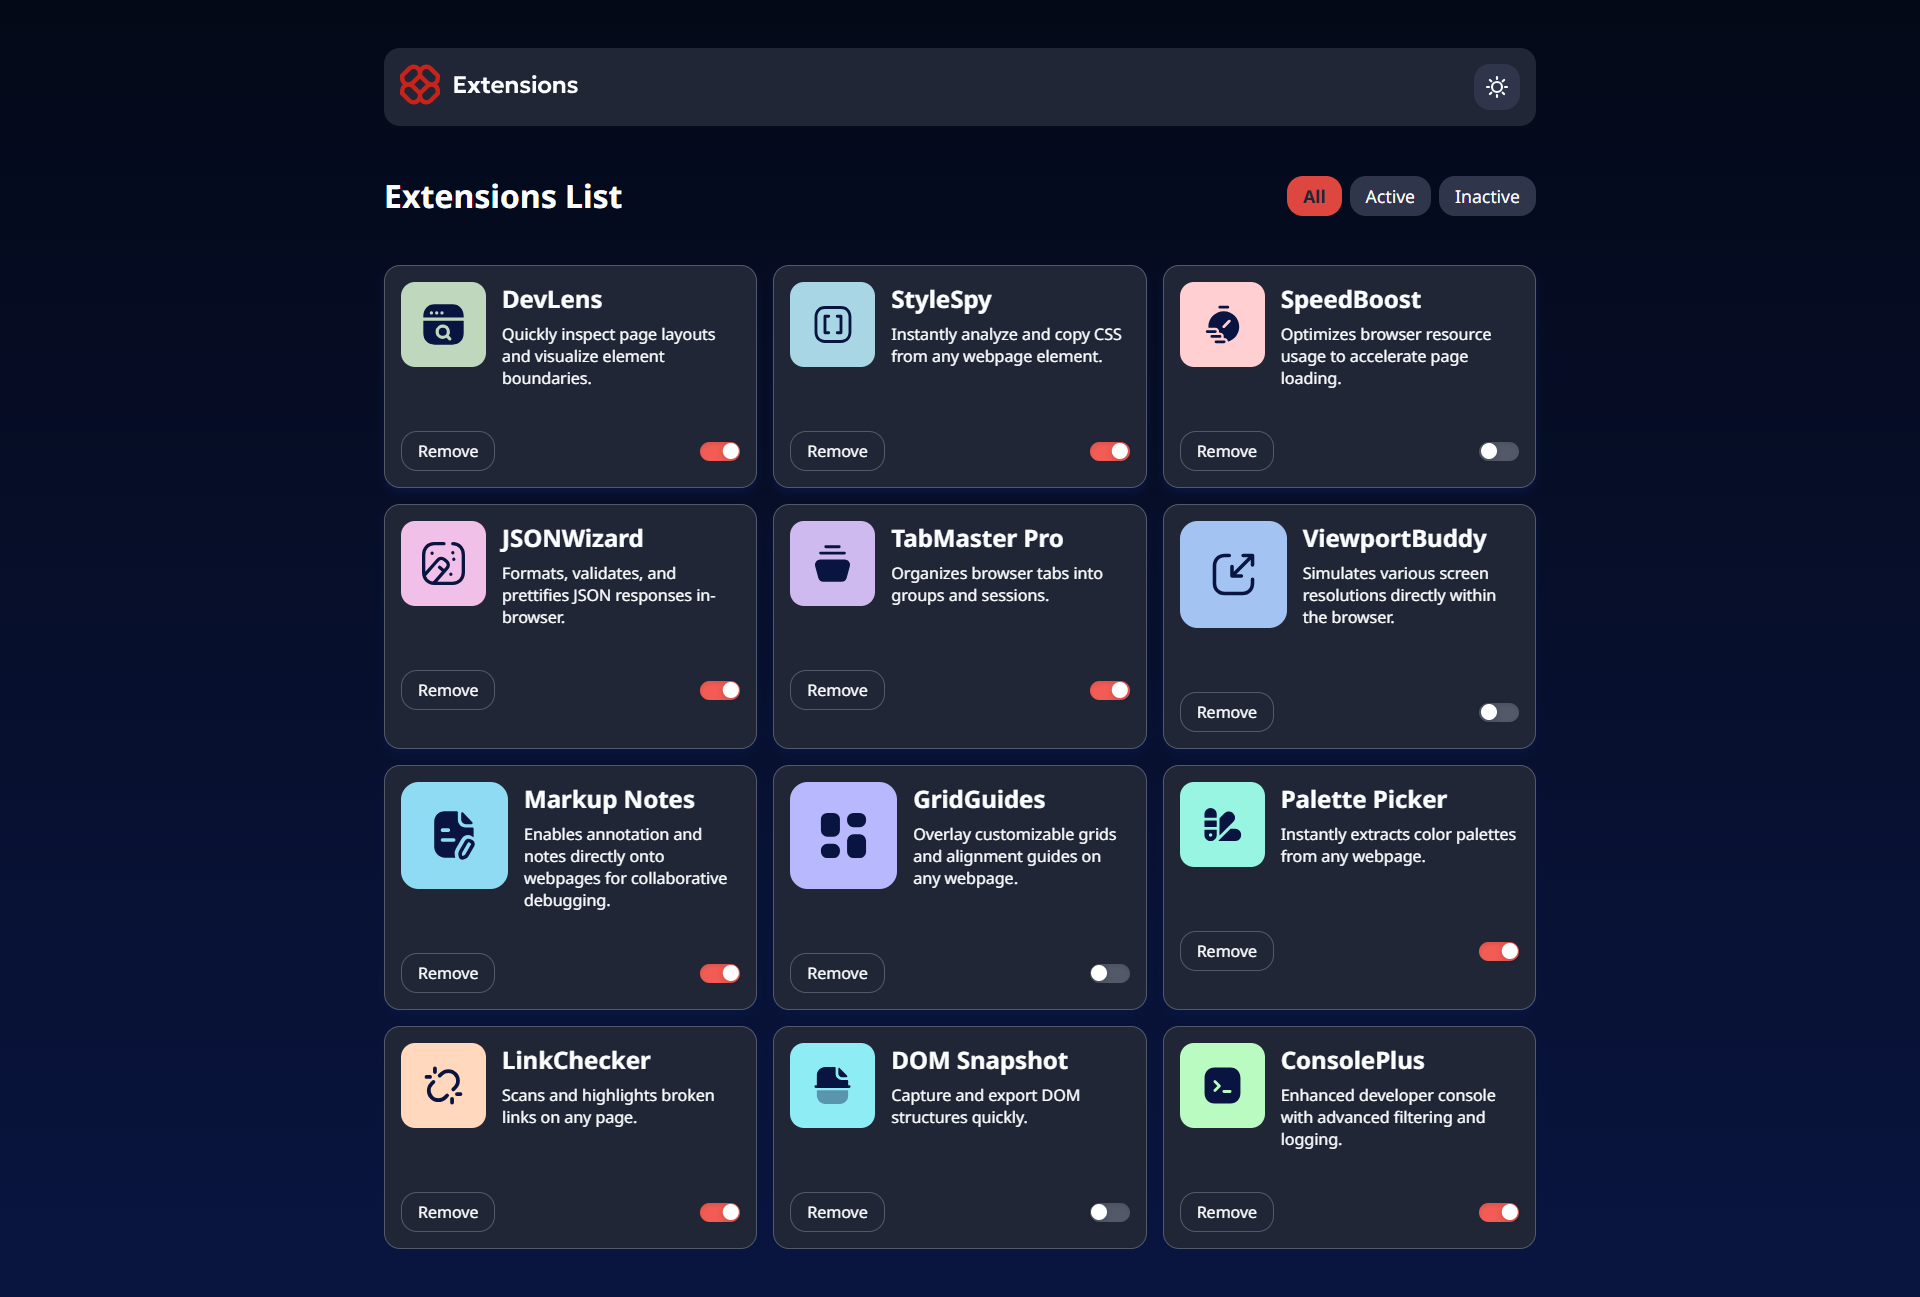 Extensions
Extensions List
All
Active
Inactive
DevLens
Quickly inspect page layouts
and visualize element
boundaries.
Remove
StyleSpy
Instantly analyze and copy CSS
from any webpage element.
Remove
SpeedBoost
Optimizes browser resource
usage to accelerate page
loading.
Remove
JSONWizard
Formats, validates, and
prettifies JSON responses in-
browser.
Remove
TabMaster Pro
Organizes browser tabs into
groups and sessions.
Remove
ViewportBuddy
Simulates various screen
resolutions directly within
the browser.
Remove
Markup Notes
Enables annotation and
notes directly onto
webpages for collaborative
debugging.
Remove
GridGuides
Overlay customizable grids
and alignment guides on
any webpage.
Remove
Palette Picker
Instantly extracts color palettes
from any webpage.
Remove
LinkChecker
Scans and highlights broken
links on any page.
Remove
DOM Snapshot
Capture and export DOM
structures quickly.
Remove
ConsolePlus
Enhanced developer console
with advanced filtering and
logging.
Remove